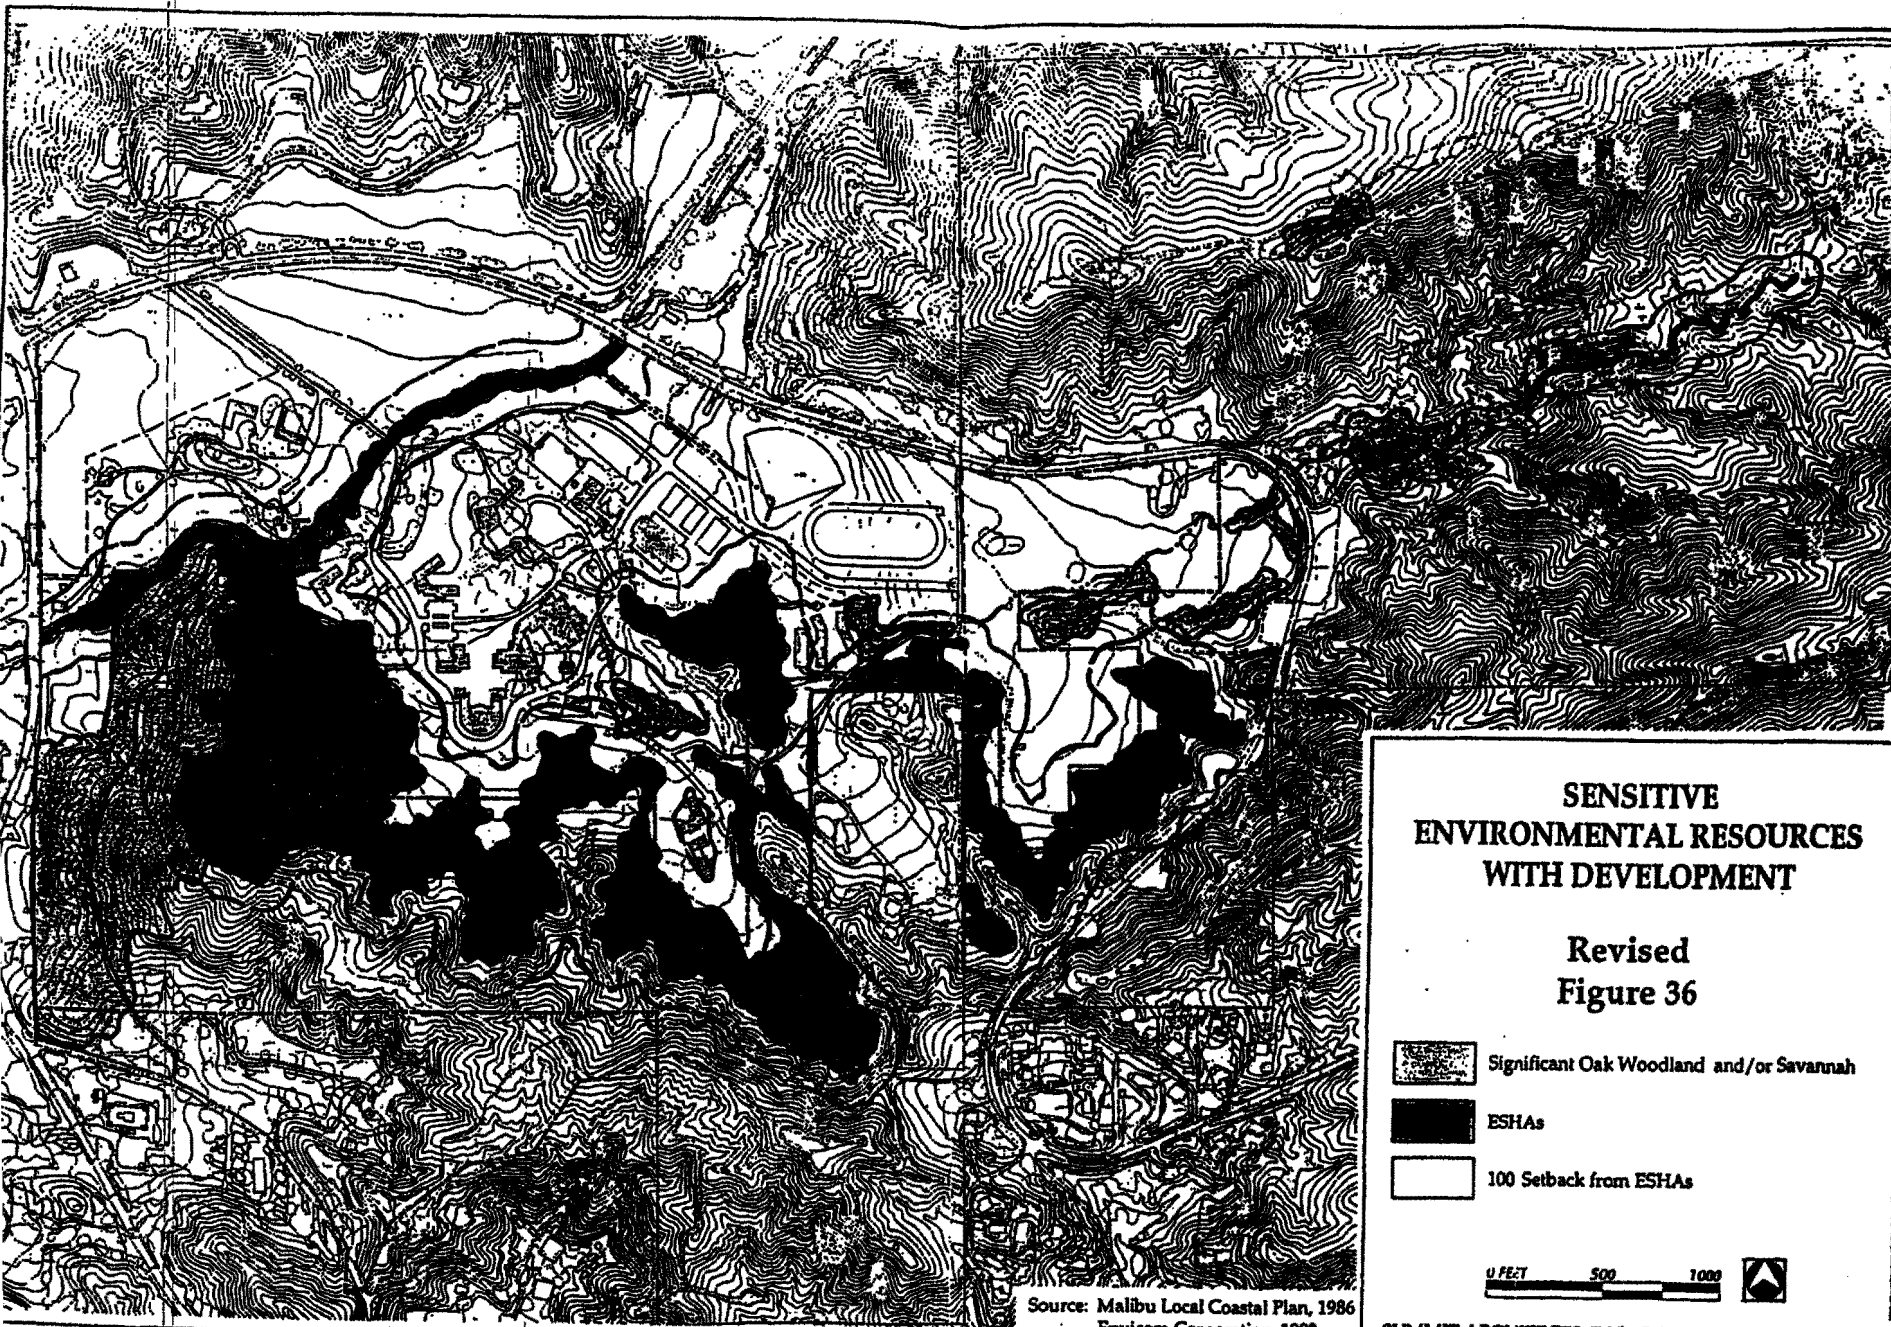 SENSITIVE
ENVIRONMENTAL RESOURCES
WITH DEVELOPMENT
Revised
Figure 36
Significant Oak Woodland and/or Savannah
ESHAs
100 Setback from ESHAs
0 FEET 500 1000
Source: Malibu Local Coastal Plan, 1986